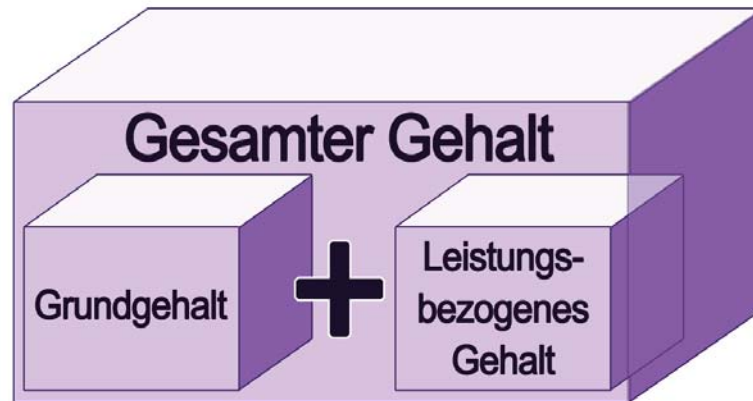 Gesamter Gehalt
Grundgehalt
+
Leistungs-
bezogenes
Gehalt